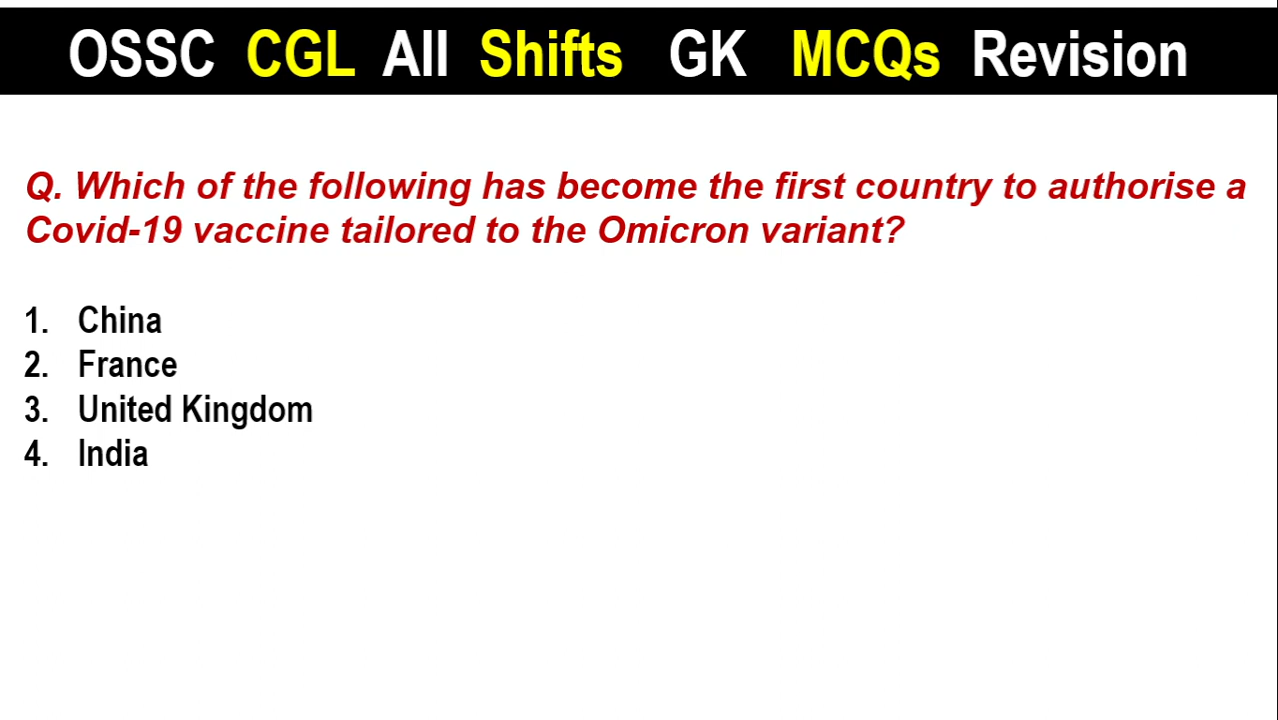 OSSC CGL All Shifts GK MCQs Revision
Q. Which of the following has become the first country to authorise a
Covid-19 vaccine tailored to the Omicron variant?
1. China
2. France
3. United Kingdom
4. India